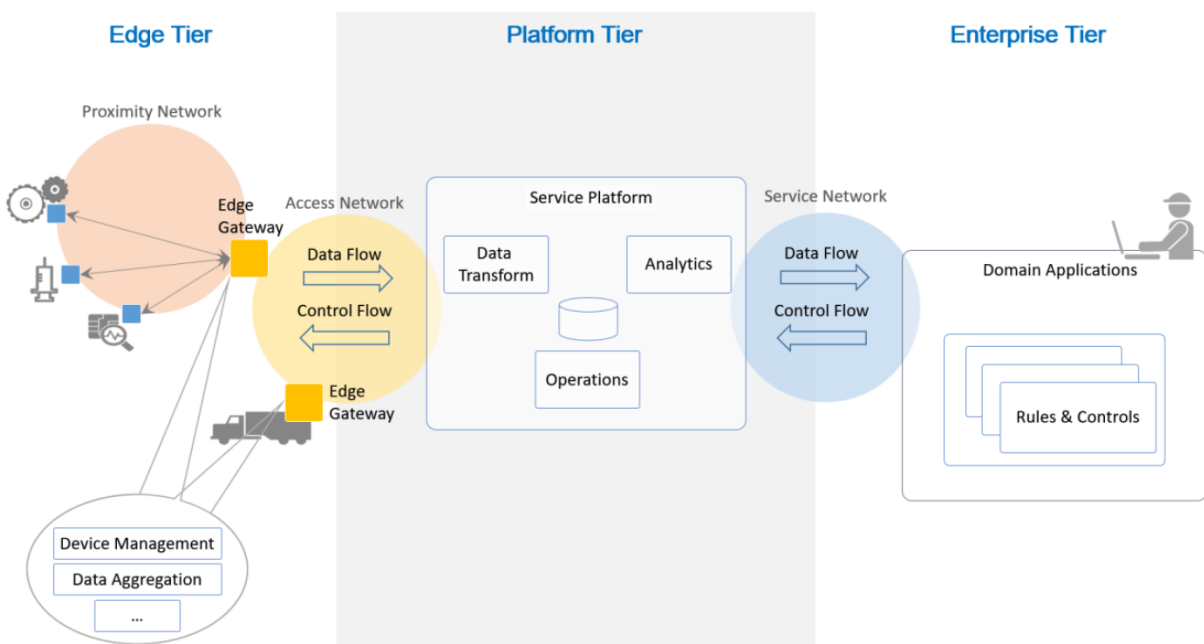 Edge Tier
Platform Tier
Enterprise Tier
Proximity Network
Edge
Gateway
Access Network
Data Flow
Control Flow
Edge
Gateway
Device Management
Data Aggregation
...
Service Platform
Data
Transform
Analytics
Operations
Service Network
Data Flow
Control Flow
Domain Applications
Rules & Controls